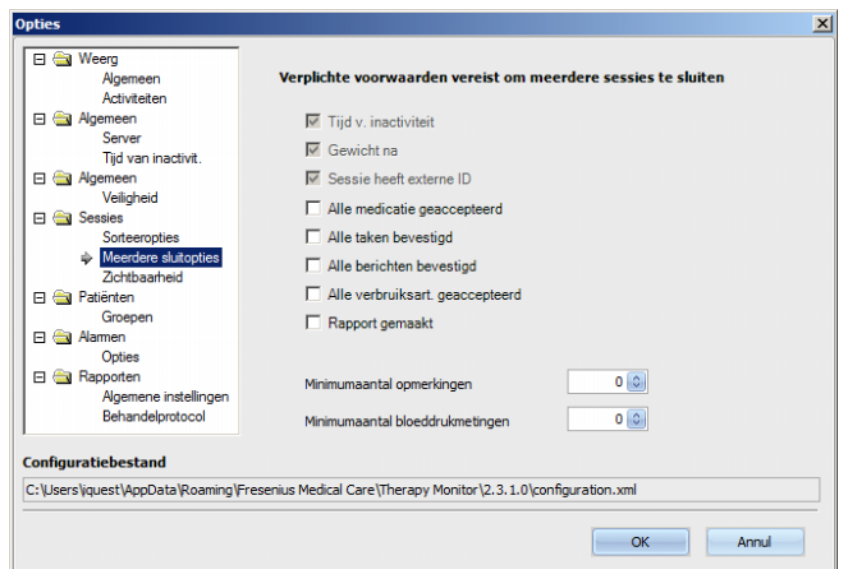 Opties
Weerg
Algemeen
Activiteiten
Algemeen
Server
Tijd van inactivit.
Algemeen
Veiligheid
Sessies
Sorteeropties
Meerdere sluitopties
Zichtbaarheid
Patiënten
Groepen
Alarmen
Opties
Rapporten
Algemene instellingen
Behandelprotocol
Verplichte voorwaarden vereist om meerdere sessies te sluiten
Tijd v. inactiviteit
Gewicht na
Sessie heeft externe ID
Alle medicatie geaccepteerd
Alle taken bevestigd
Alle berichten bevestigd
Alle verbruiksart. geaccepteerd
Rapport gemaakt
Minimumaantal opmerkingen 0
Minimumaantal bloeddrukmetingen 0
Configuratiebestand
C:\Users\iquest\AppData\Roaming\Fresenius Medical Care\Therapy Monitor\2.3.1.0\configuration.xml
OK Annul